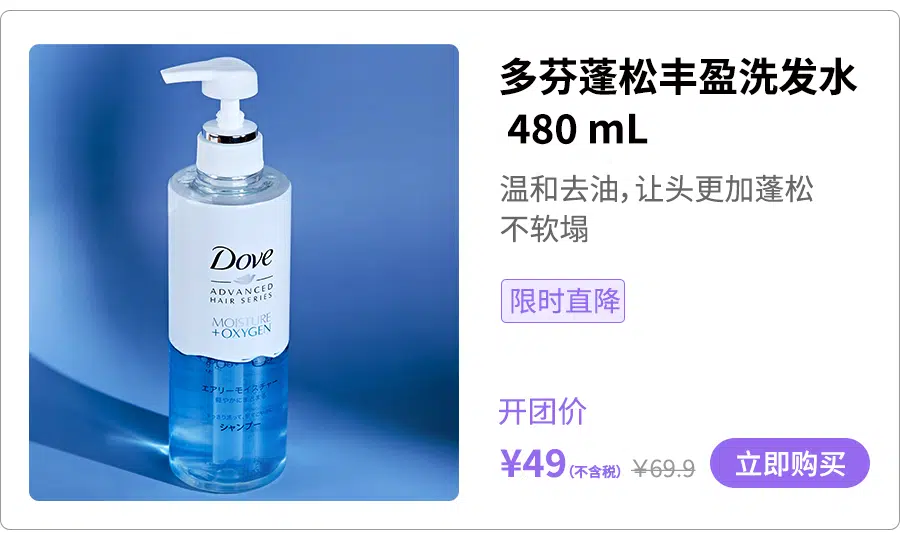 多芬蓬松丰盈洗发水
480 mL
温和去油，让头更加蓬松
不软塌
限时直降
开团价
¥49(不含税) ¥69.9 立即购买
Dove
ADVANCED
HAIR SERIES
MOISTURE
+OXYGEN
エアリーモイスチャー
シャンプー